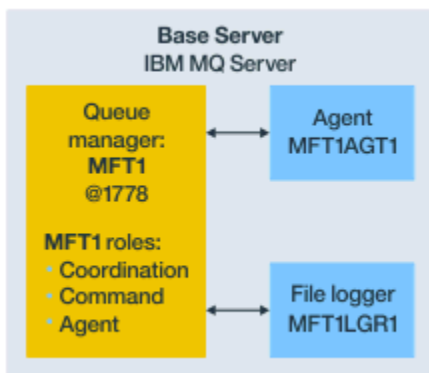 Base Server
IBM MQ Server
Queue
manager:
MFT1
@1778
MFT1 roles:
• Coordination
• Command
• Agent
Agent
MFT1AGT1
File logger
MFT1LGR1